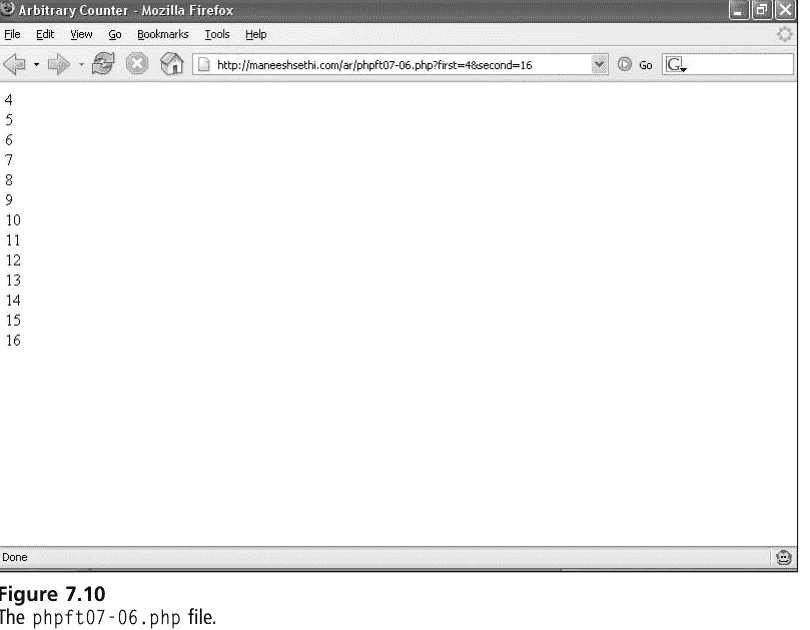 Arbitrary Counter - Mozilla Firefox
File Edit View Go Bookmarks Tools Help
http://maneeshsethi.com/ar/phpft07-06.php?first=4&second=16 Go G
4
5
6
7
8
9
10
11
12
13
14
15
16
Done
Figure 7.10
The phpft07-06.php file.